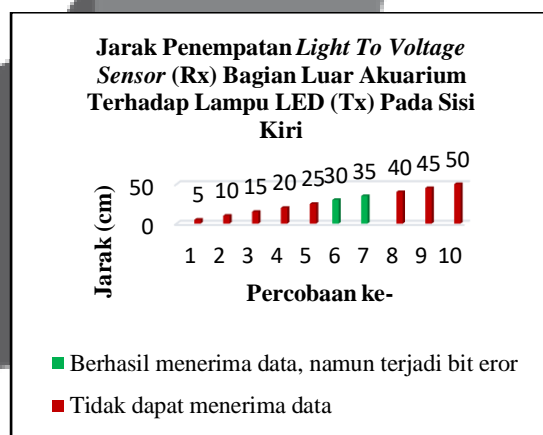 Jarak Penempatan Light To Voltage
Sensor (Rx) Bagian Luar Akuarium
Terhadap Lampu LED (Tx) Pada Sisi
Kiri
5 10 15 20 25 30 35 40 45 50
50
0
Jarak (cm)
1 2 3 4 5 6 7 8 9 10
Percobaan ke-
Berhasil menerima data, namun terjadi bit eror
Tidak dapat menerima data